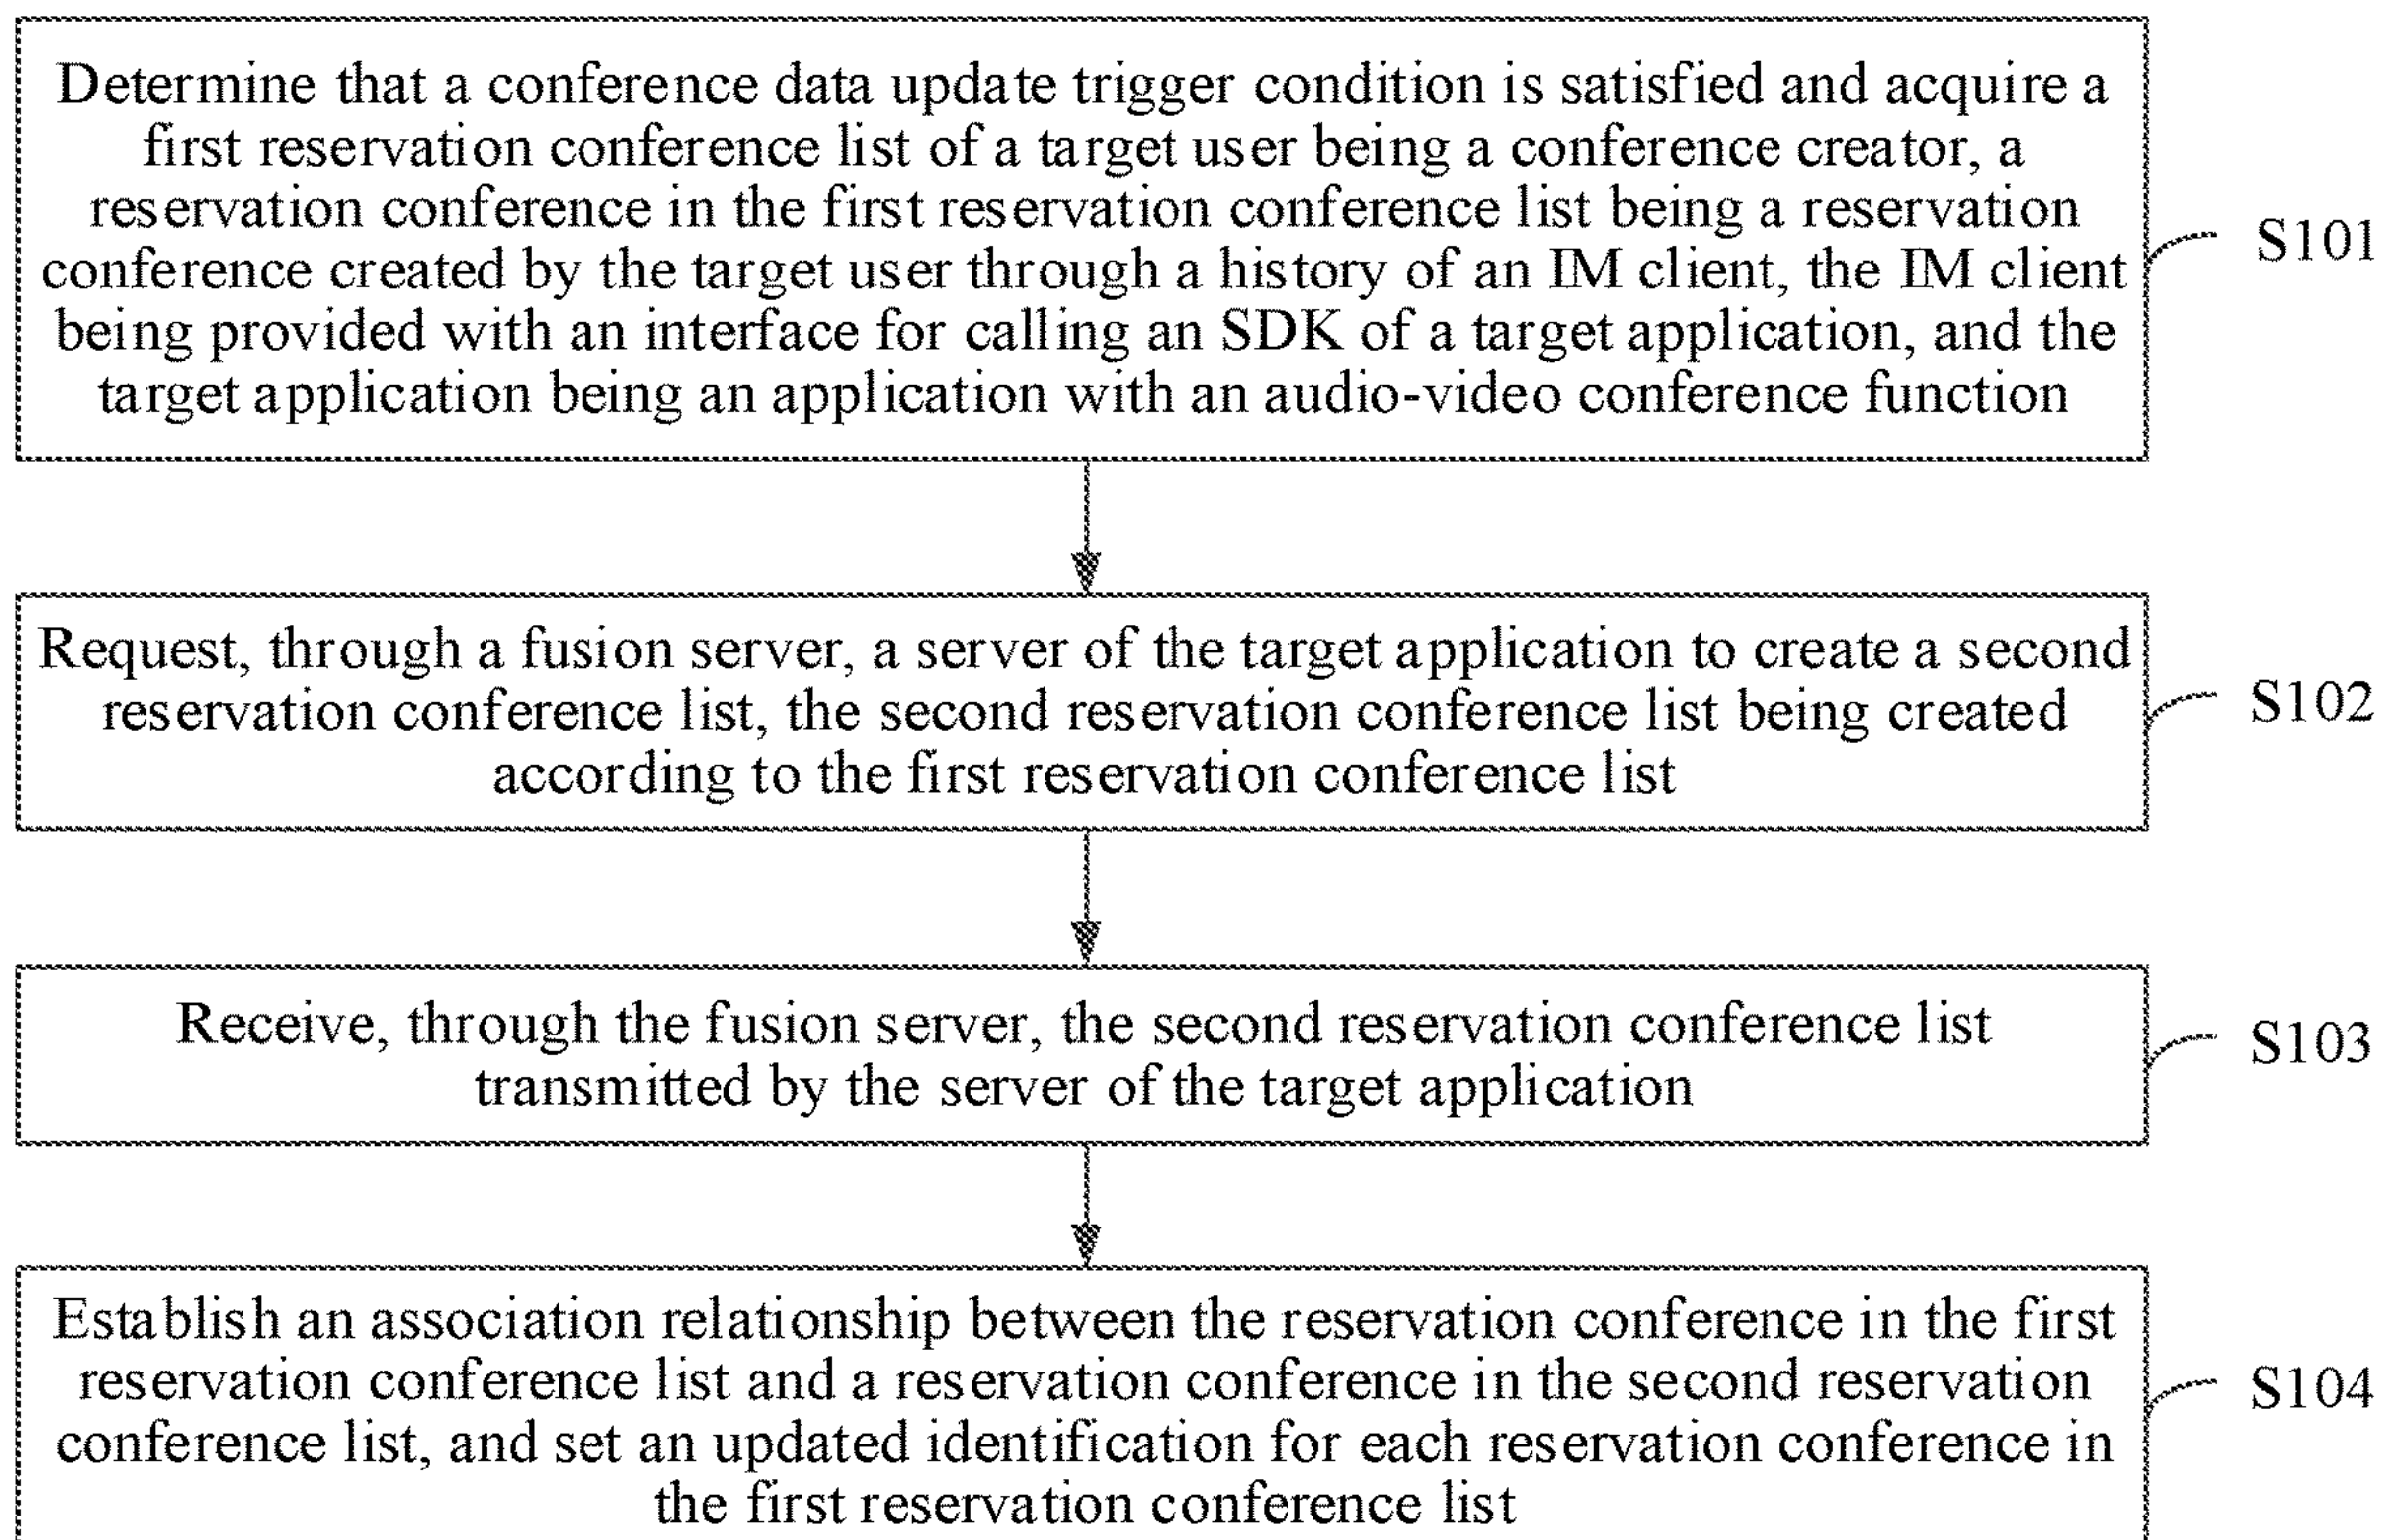 Determine that a conference data update trigger condition is satisfied and acquire a
first reservation conference list of a target user being a conference creator, a
reservation conference in the first reservation conference list being a reservation
conference created by the target user through a history of an IM client, the IM client
being provided with an interface for calling an SDK of a target application, and the
target application being an application with an audio-video conference function
S101
Request, through a fusion server, a server of the target application to create a second
reservation conference list, the second reservation conference list being created
according to the first reservation conference list
S102
Receive, through the fusion server, the second reservation conference list
transmitted by the server of the target application
S103
Establish an association relationship between the reservation conference in the first
reservation conference list and a reservation conference in the second reservation
conference list, and set an updated identification for each reservation conference in
the first reservation conference list
S104